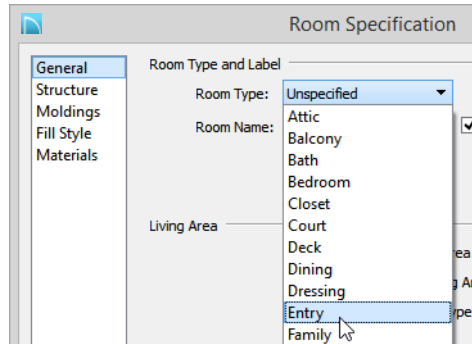 Room Specification
General
Structure
Moldings
Fill Style
Materials
Room Type and Label
Room Type: Unspecified
Room Name:
Attic
Balcony
Bath
Bedroom
Closet
Court
Deck
Dining
Dressing
Entry
Family
Living Area